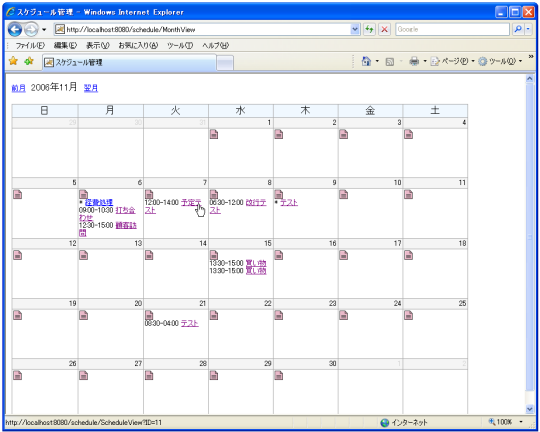 スケジュール管理 - Windows Internet Explorer
http://localhost:8080/schedule/MonthView
Google
ファイル(F) 編集(E) 表示(V) お気に入り(A) ツール(T) ヘルプ(H)
スケジュール管理
ページ(P) ツール(O)
前月 2006年11月 翌月
日 月 火 水 木 金 土
29 30 31 1 2 3 4
5 6 7 8 9 10 11
* 経費処理
09:00-10:30 打ち合
わせ
12:30-15:00 顧客訪
問
12:00-14:00 予定テ
スト
06:30-12:00 改行テ
スト
* テスト
12 13 14 15 16 17 18
13:30-15:00 買い物
13:30-15:00 買い物
19 20 21 22 23 24 25
08:30-04:00 テスト
26 27 28 29 30 1 2
http://localhost:8080/schedule/ScheduleView?ID=11
インターネット
100%